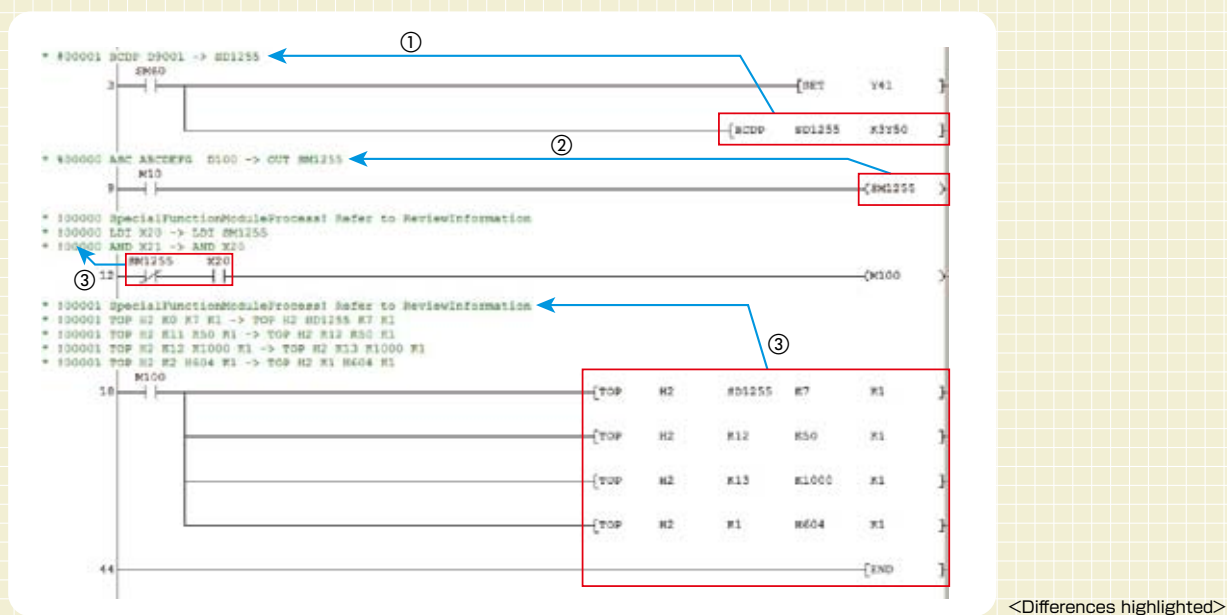 ①
* #00001 BCDP D9001 -> SD1255
SM60
3 [SET Y41 ]
[BCDP SD1255 K3Y50 ]
②
* %00000 ASC ABCDEFG D100 -> OUT SM1255
M10
9 (SM1255 )
* !00000 SpecialFunctionModuleProcess! Refer to ReviewInformation
* !00000 LDI X20 -> LDI SM1255
* !00000 AND X21 -> AND X20
③
SM1255 X20
12 (M100 )
* !00001 SpecialFunctionModuleProcess! Refer to ReviewInformation
* !00001 TOP H2 K0 K7 K1 -> TOP H2 SD1255 K7 K1
* !00001 TOP H2 K11 K50 K1 -> TOP H2 K12 K50 K1
* !00001 TOP H2 K12 K1000 K1 -> TOP H2 K13 K1000 K1
* !00001 TOP H2 K2 H604 K1 -> TOP H2 K1 H604 K1
③
M100
[TOP H2 SD1255 K7 K1 ]
[TOP H2 K12 K50 K1 ]
[TOP H2 K13 K1000 K1 ]
[TOP H2 K1 H604 K1 ]
44 [END ]
<Differences highlighted>